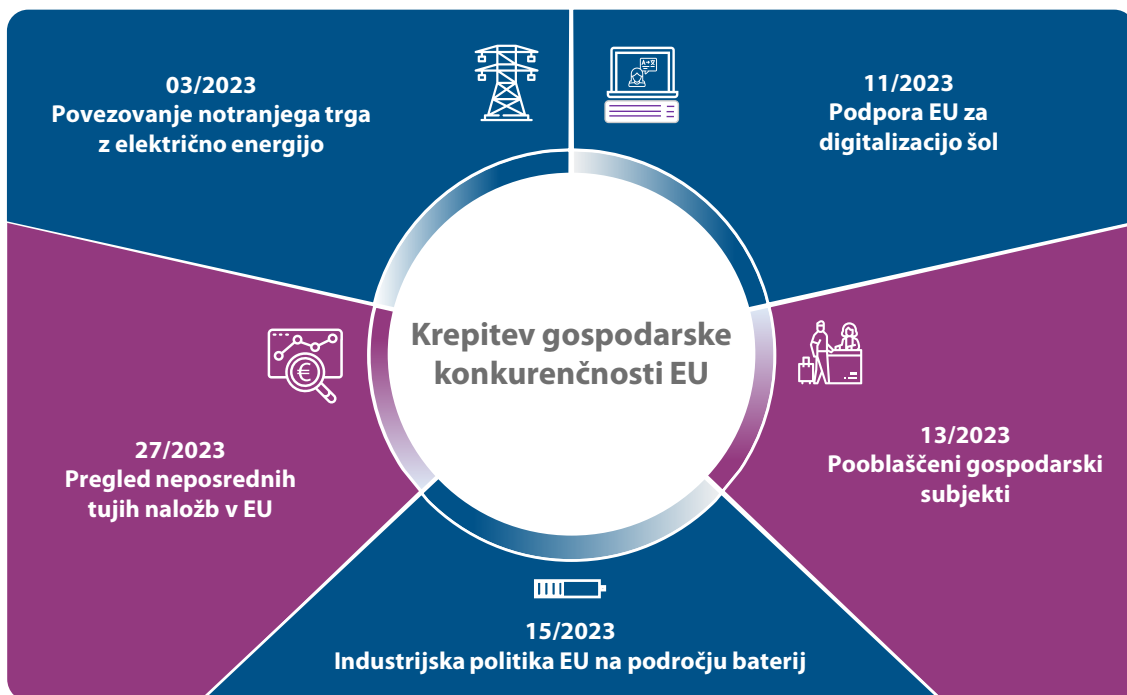 03/2023
Povezovanje notranjega trga
z električno energijo
11/2023
Podpora EU za
digitalizacijo šol
Krepitev gospodarske
konkurenčnosti EU
27/2023
Pregled neposrednih
tujih naložb v EU
13/2023
Pooblaščeni gospodarski
subjekti
15/2023
Industrijska politika EU na področju baterij